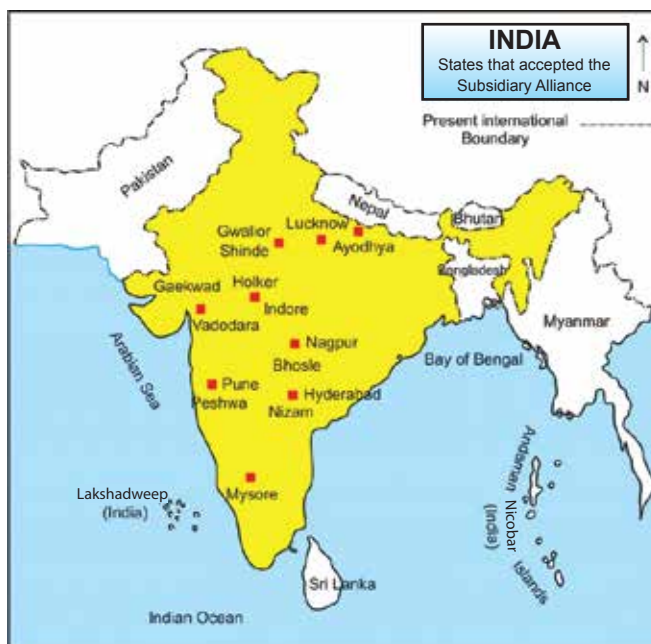 INDIA
States that accepted the
Subsidiary Alliance
N
Present international
Boundary
Pakistan
Nepal
Bhutan
Lucknow
Gwalior
Shinde
Ayodhya
Bangladesh
Gaekwad
Holker
Indore
Vadodara
Myanmar
Nagpur
Bhosle
Bay of Bengal
Arabian Sea
Pune
Peshwa
Hyderabad
Nizam
Mysore
Lakshadweep
(India)
Andaman
Nicobar
(India)
Islands
Sri Lanka
Indian Ocean